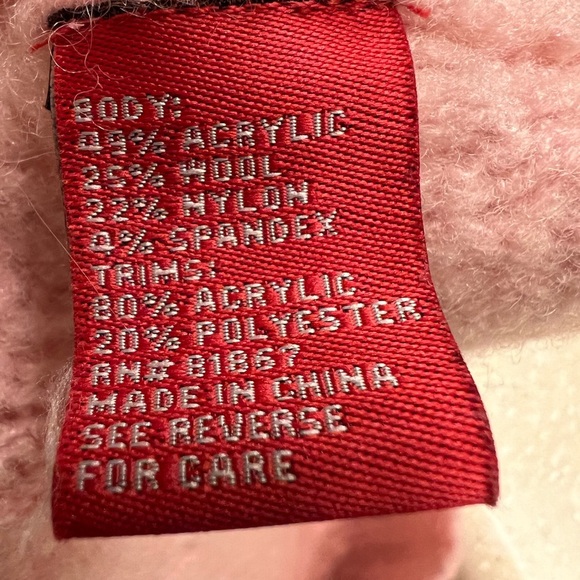 BODY:
49% ACRYLIC
25% WOOL
22% NYLON
4% SPANDEX
TRIMS:
80% ACRYLIC
20% POLYESTER
RN# 81867
MADE IN CHINA
SEE REVERSE
FOR CARE